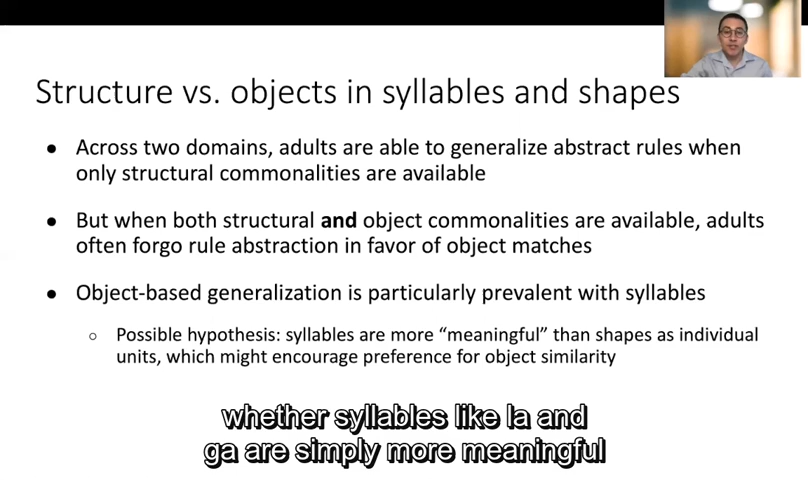 Structure vs. objects in syllables and shapes
● Across two domains, adults are able to generalize abstract rules when
only structural commonalities are available
● But when both structural and object commonalities are available, adults
often forgo rule abstraction in favor of object matches
● Object-based generalization is particularly prevalent with syllables
○ Possible hypothesis: syllables are more “meaningful” than shapes as individual
units, which might encourage preference for object similarity
whether syllables like la and
ga are simply more meaningful